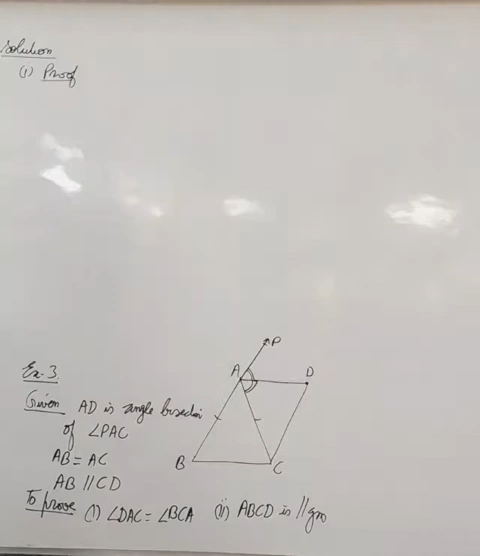 Solution
(i) Proof
P
A D
Ex. 3
Given AD is angle bisector
of ∠PAC
AB = AC
B C
AB // CD
To prove (i) ∠DAC = ∠BCA (ii) ABCD is //gm